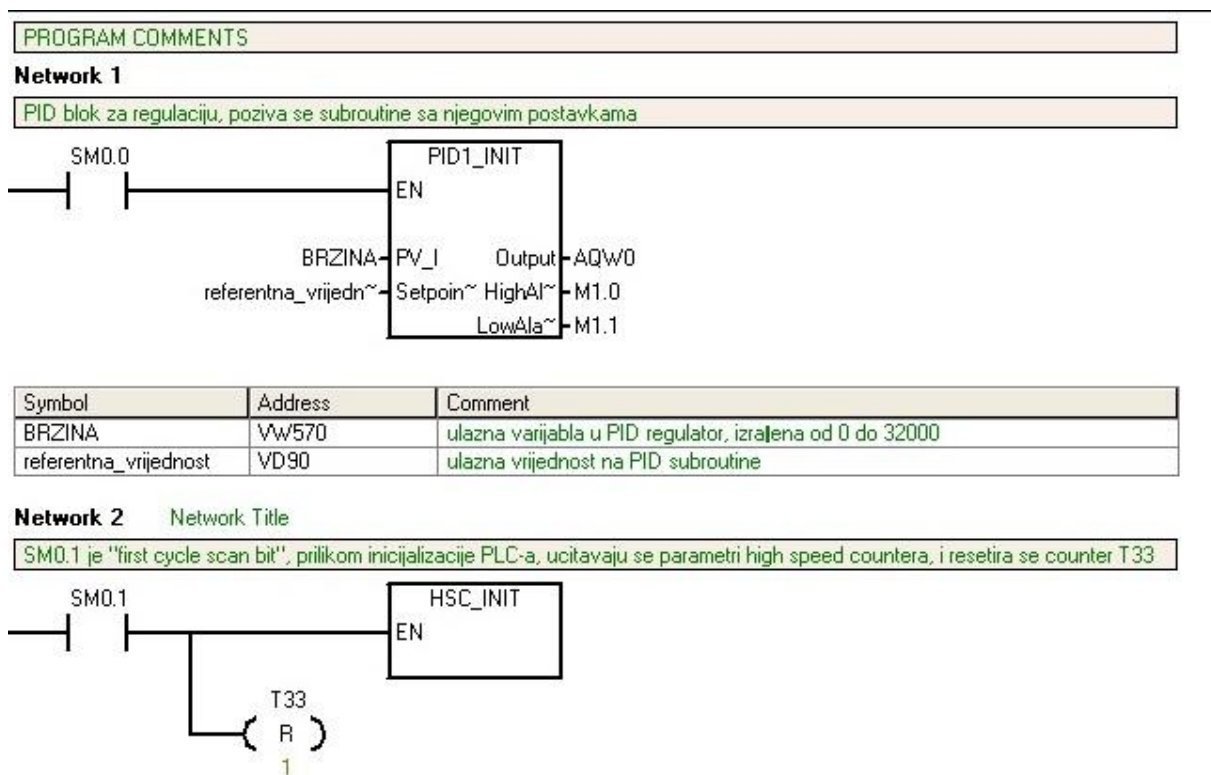 PROGRAM COMMENTS
Network 1
PID blok za regulaciju, poziva se subroutine sa njegovim postavkama
SM0.0
PID1_INIT
EN
BRZINA PV_I Output AQW0
referentna_vrijedn~ Setpoin~ HighAl~ M1.0
LowAla~ M1.1
Symbol Address Comment
BRZINA VW570 ulazna varijabla u PID regulator, izraļena od 0 do 32000
referentna_vrijednost VD90 ulazna vrijednost na PID subroutine
Network 2 Network Title
SM0.1 je "first cycle scan bit", prilikom inicijalizacije PLC-a, ucitavaju se parametri high speed countera, i resetira se counter T33
SM0.1
HSC_INIT
EN
T33
R
1